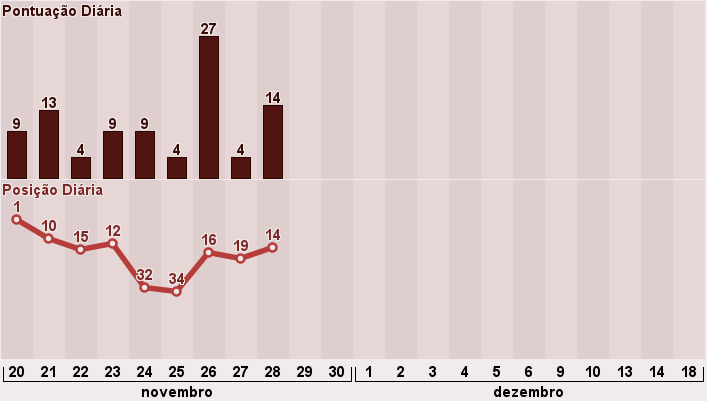 Pontuação Diária
9 13 4 9 9 4 27 4 14
Posição Diária
1 10 15 12 32 34 16 19 14
20 21 22 23 24 25 26 27 28 29 30 1 2 3 4 5 6 9 10 13 14 18
novembro dezembro